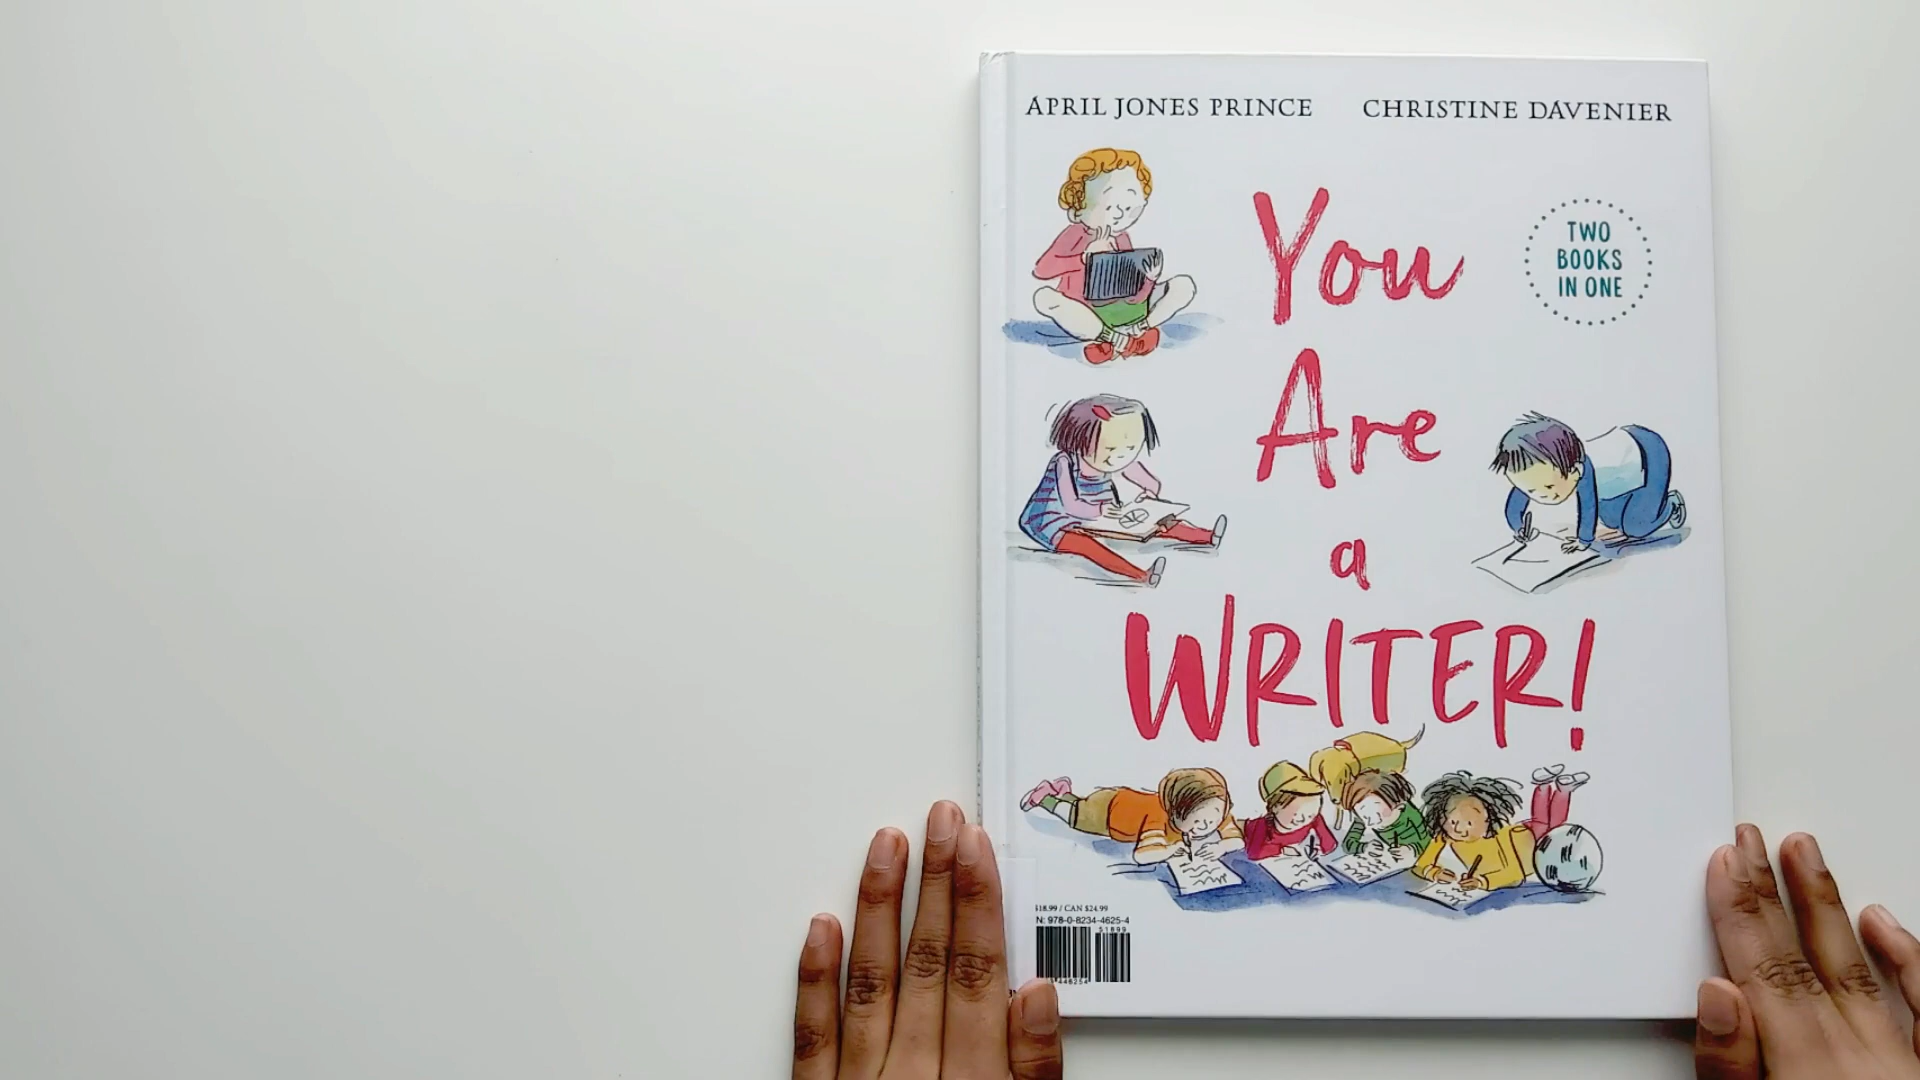 APRIL JONES PRINCE CHRISTINE DAVENIER
You
Are
a
WRITER!
TWO
BOOKS
IN ONE
$18.99 / CAN $24.99
N: 978-0-8234-4625-4
51899